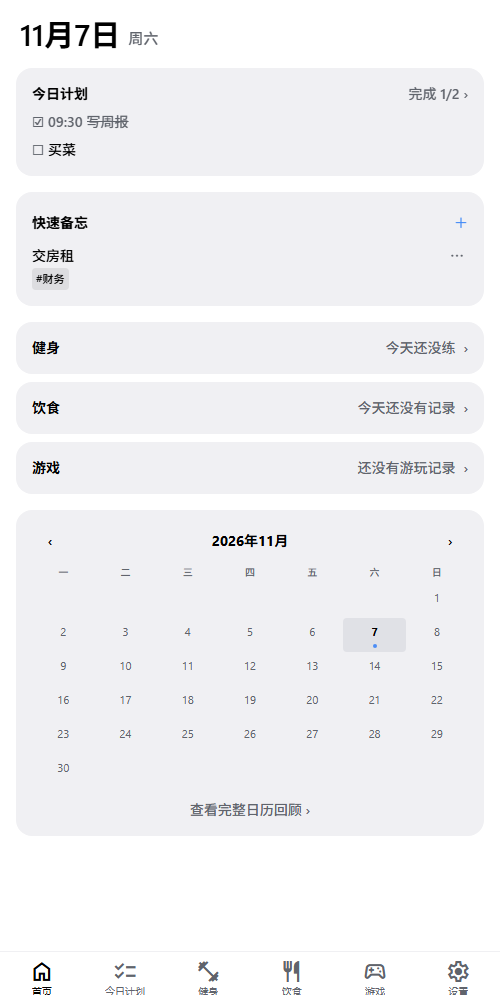 11月7日 周六
今日计划 完成 1/2 ›
☑ 09:30 写周报
☐ 买菜
快速备忘 +
交房租 ···
#财务
健身 今天还没练 ›
饮食 今天还没有记录 ›
游戏 还没有游玩记录 ›
‹ 2026年11月 ›
一 二 三 四 五 六 日
1
2 3 4 5 6 7 8
9 10 11 12 13 14 15
16 17 18 19 20 21 22
23 24 25 26 27 28 29
30
查看完整日历回顾 ›
首页 今日计划 健身 饮食 游戏 设置